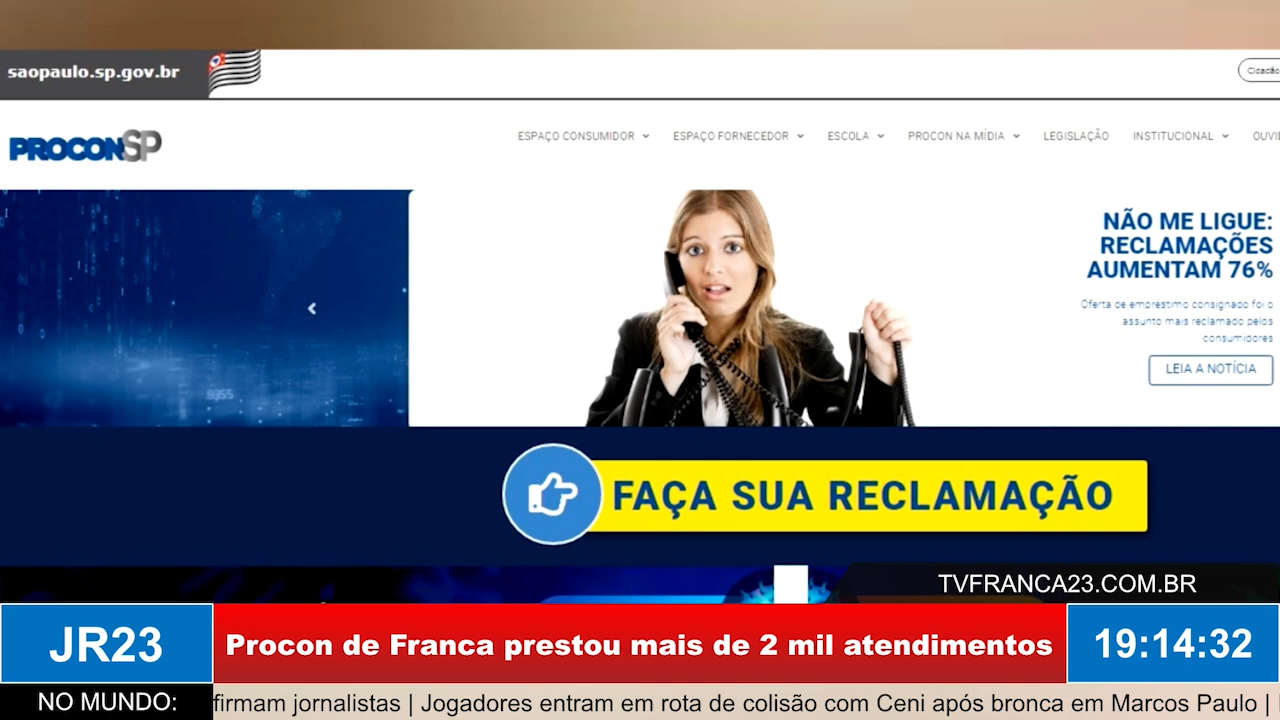 saopaulo.sp.gov.br
PROCONSP
ESPAÇO CONSUMIDOR ESPAÇO FORNECEDOR ESCOLA PROCON NA MÍDIA LEGISLAÇÃO INSTITUCIONAL
NÃO ME LIGUE:
RECLAMAÇÕES
AUMENTAM 76%
Oferta de empréstimo consignado foi o
assunto mais reclamado pelos
consumidores
LEIA A NOTÍCIA
FAÇA SUA RECLAMAÇÃO
TVFRANCA23.COM.BR
JR23
Procon de Franca prestou mais de 2 mil atendimentos
19:14:32
NO MUNDO:
firmam jornalistas | Jogadores entram em rota de colisão com Ceni após bronca em Marcos Paulo |